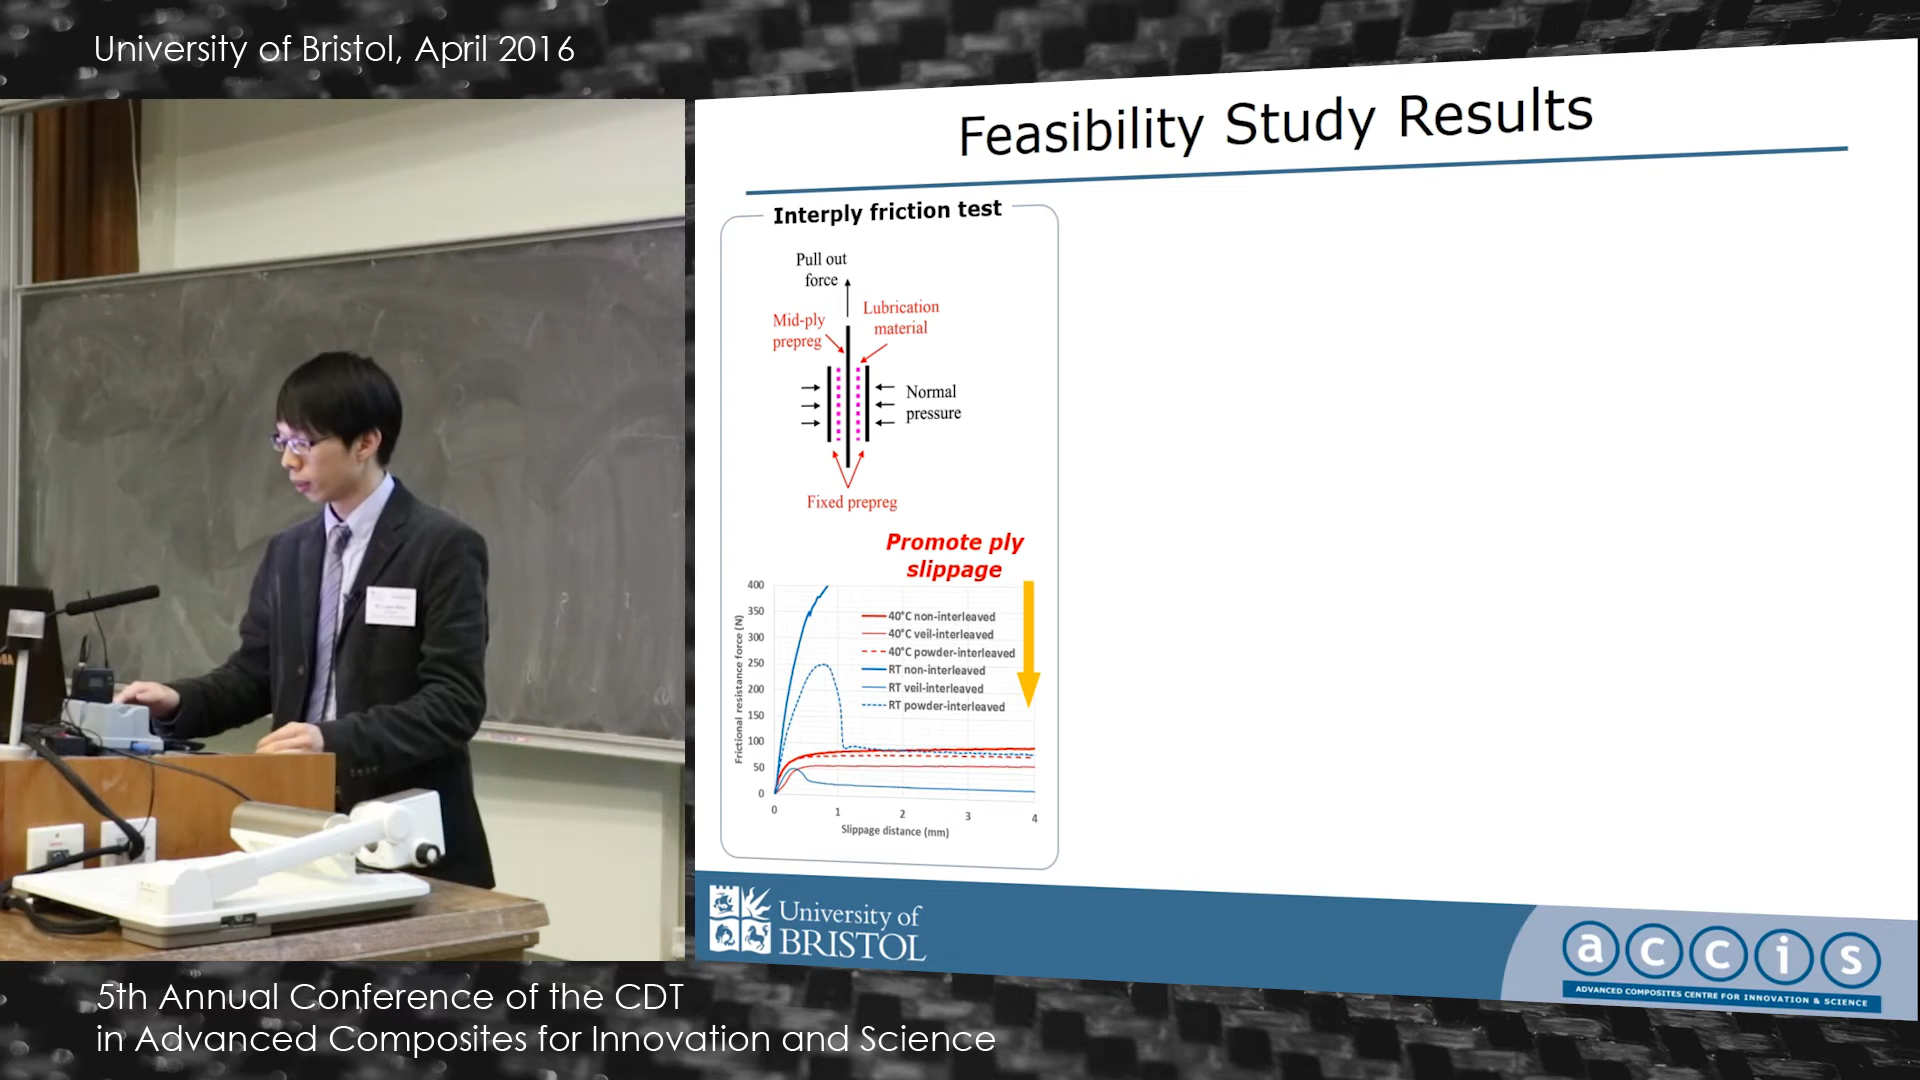 University of Bristol, April 2016
Feasibility Study Results
Interply friction test
Pull out
force
Mid-ply
prepreg
Lubrication
material
Normal
pressure
Fixed prepreg
Promote ply
slippage
400
350
300
250
200
150
100
50
0
Frictional resistance force (N)
40°C non-interleaved
40°C veil-interleaved
40°C powder-interleaved
RT non-interleaved
RT veil-interleaved
RT powder-interleaved
0 1 2 3 4
Slippage distance (mm)
University of
BRISTOL
accis
ADVANCED COMPOSITES CENTRE FOR INNOVATION & SCIENCE
5th Annual Conference of the CDT
in Advanced Composites for Innovation and Science